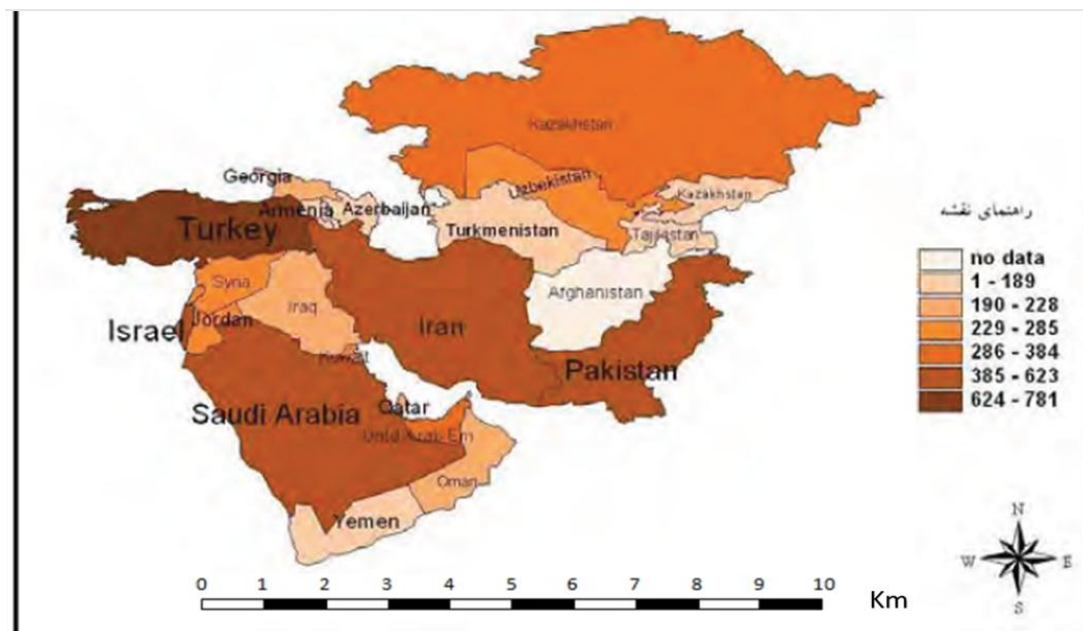 Kazakhstan
Georgia
Uzbekistan
Kazakhstan
Armenia
Azerbaijan
Turkey
Turkmenistan
Tajikistan
Syria
Afghanistan
Iraq
Israel
Jordan
Iran
Kuwait
Pakistan
Saudi Arabia
Qatar
Untd Arab Em
Oman
Yemen
راهنمای نقشه
no data
1 - 189
190 - 228
229 - 285
286 - 384
385 - 623
624 - 781
N
W E
S
0 1 2 3 4 5 6 7 8 9 10
Km